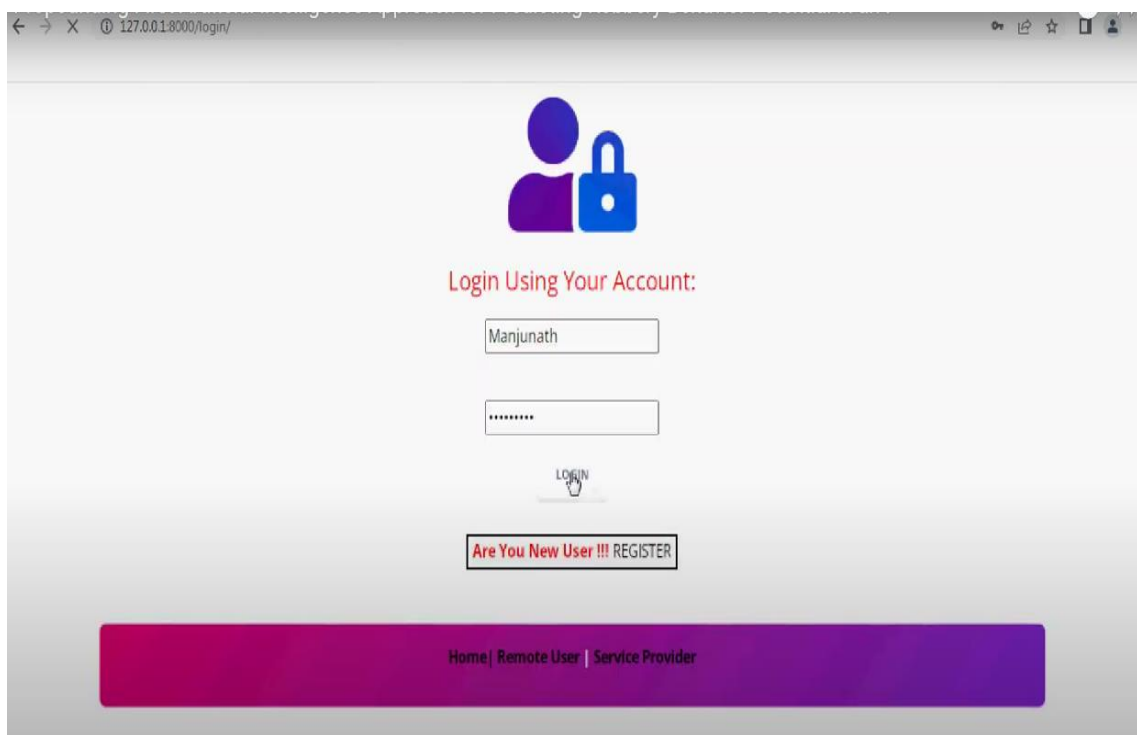 127.0.0.1:8000/login/
Login Using Your Account:
Manjunath
•••••••••
LOGIN
Are You New User !!! REGISTER
Home| Remote User | Service Provider